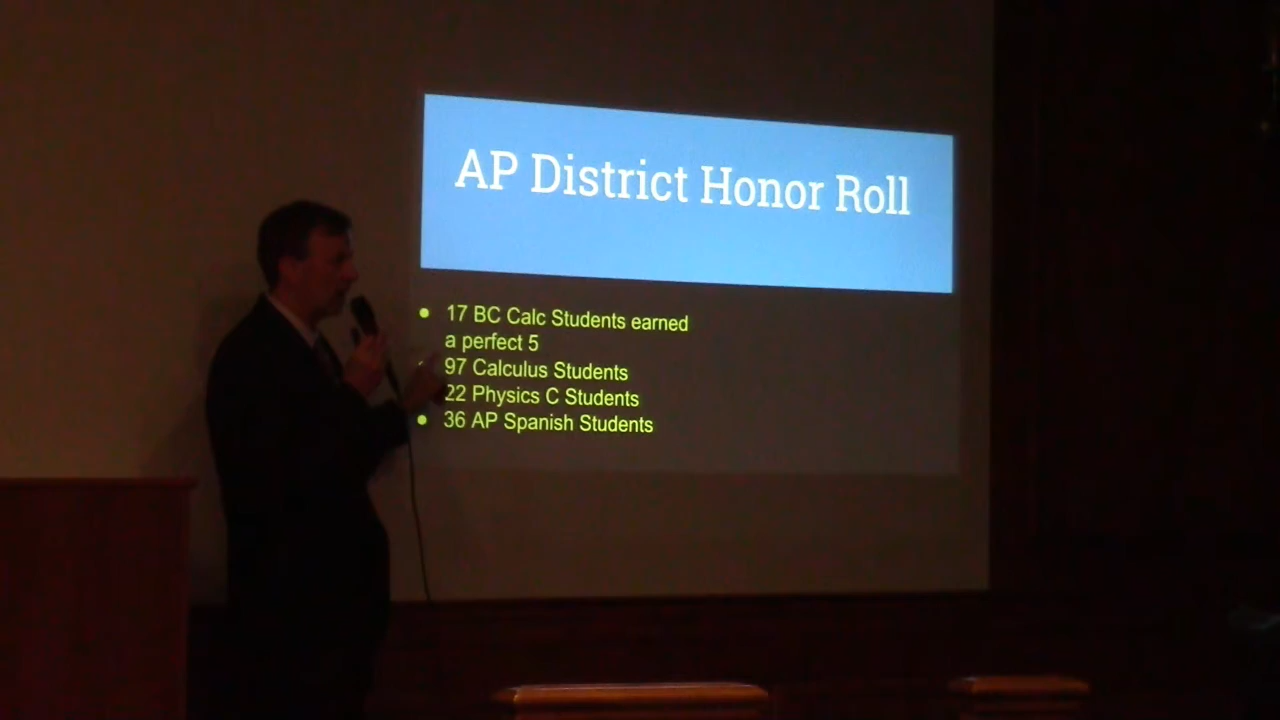 AP District Honor Roll
• 17 BC Calc Students earned
a perfect 5
97 Calculus Students
22 Physics C Students
• 36 AP Spanish Students